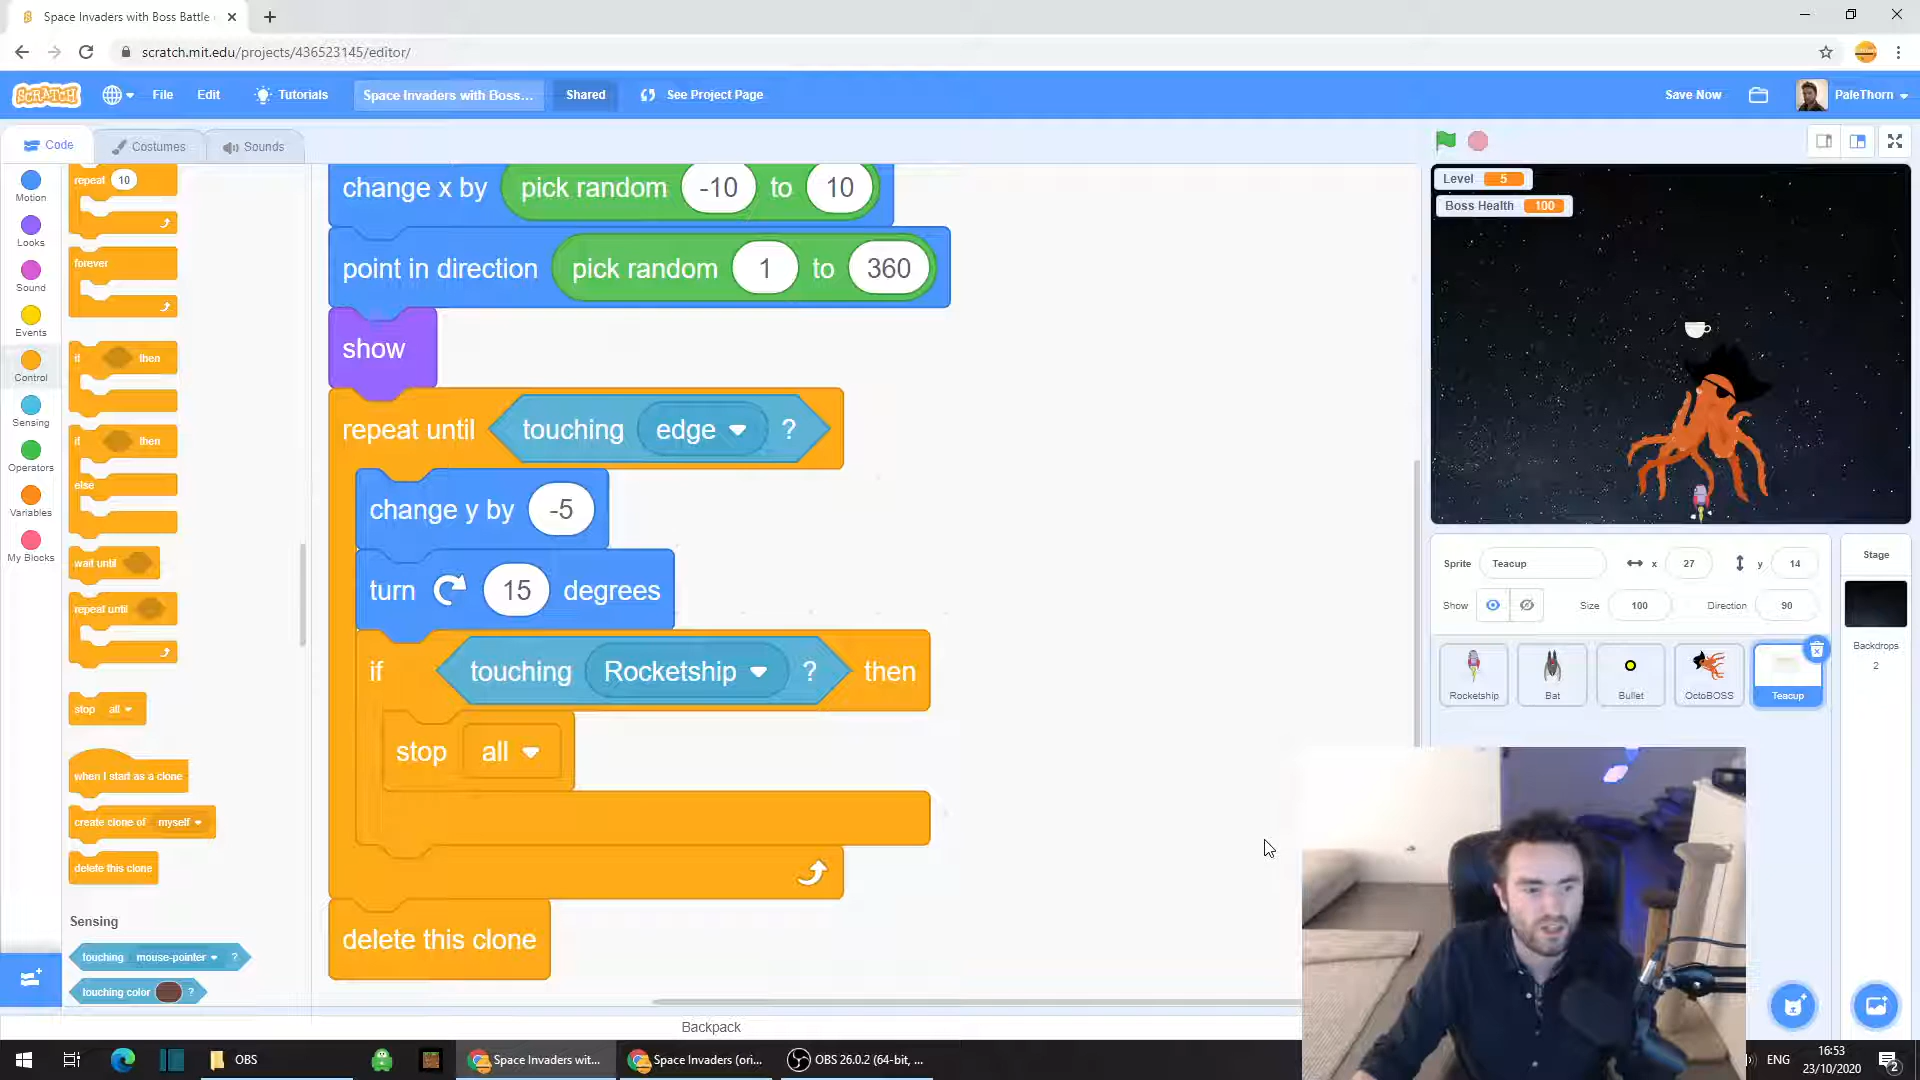 Space Invaders with Boss Battle
scratch.mit.edu/projects/436523145/editor/
SCRATCH
File
Edit
Tutorials
Space Invaders with Boss...
Shared
See Project Page
Save Now
PaleThorn
Code
Costumes
Sounds
Motion
Looks
Sound
Events
Control
Sensing
Operators
Variables
My Blocks
repeat 10
forever
if then
if then
else
wait until
repeat until
stop all
when I start as a clone
create clone of myself
delete this clone
Sensing
touching mouse-pointer ?
touching color ?
change x by pick random -10 to 10
point in direction pick random 1 to 360
show
repeat until touching edge ?
change y by -5
turn 15 degrees
if touching Rocketship ? then
stop all
delete this clone
Backpack
Level 5
Boss Health 100
Sprite Teacup x 27 y 14
Show Size 100 Direction 90
Rocketship
Bat
Bullet
OctoBOSS
Teacup
Stage
Backdrops
2
OBS
Space Invaders wit...
Space Invaders (ori...
OBS 26.0.2 (64-bit, ...
ENG
16:53
23/10/2020
2